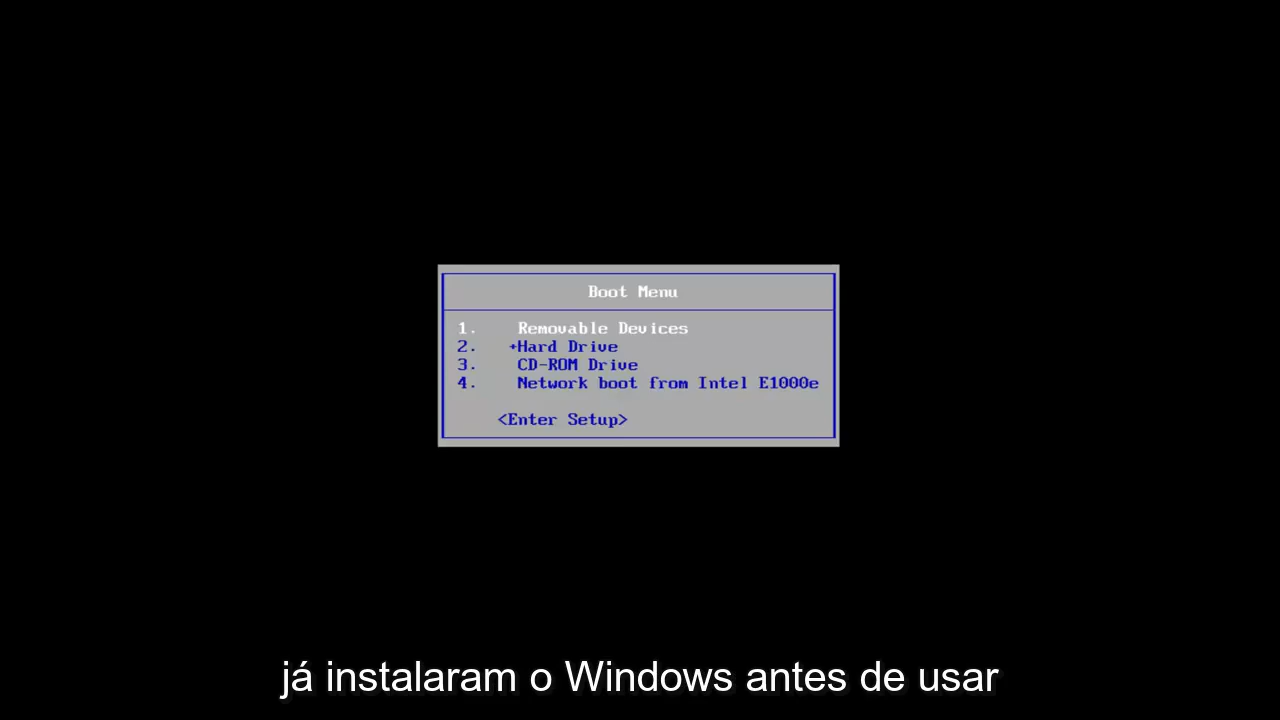 Boot Menu
1. Removable Devices
2. +Hard Drive
3. CD-ROM Drive
4. Network boot from Intel E1000e
<Enter Setup>
já instalaram o Windows antes de usar